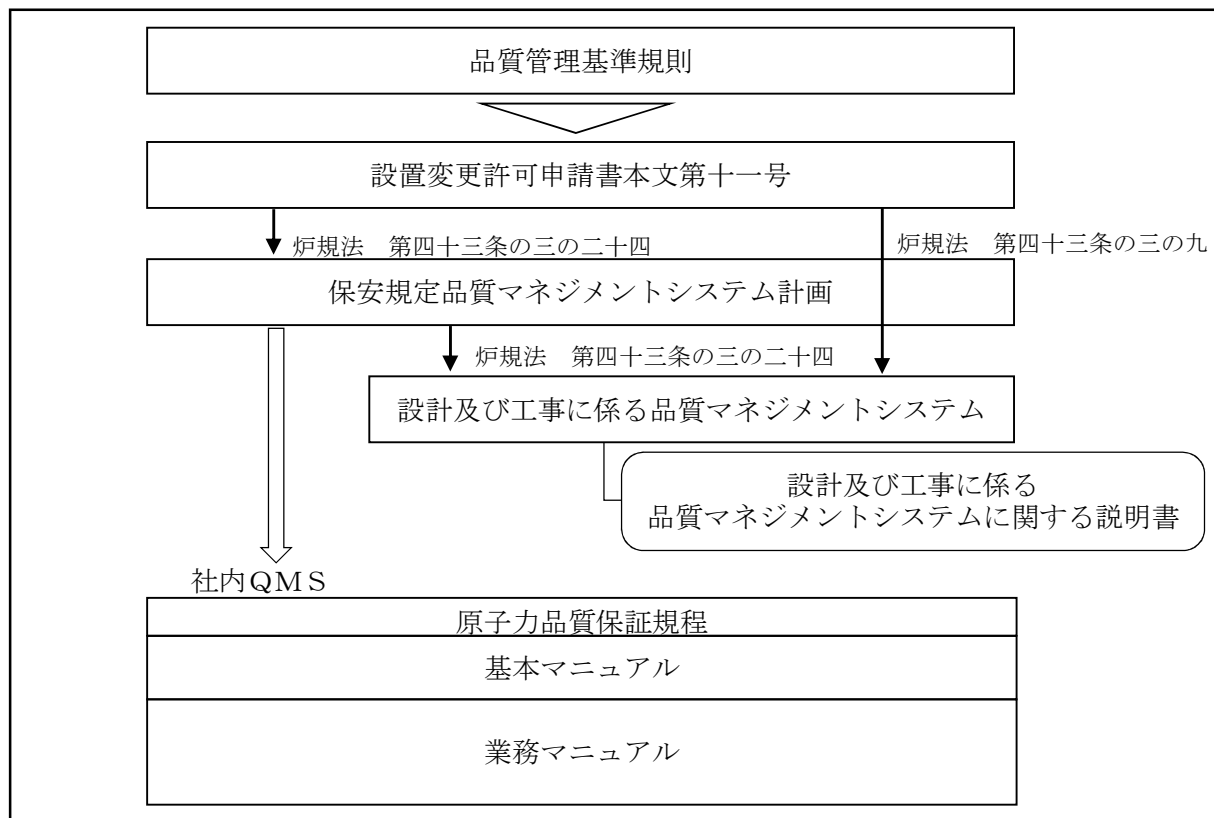 品質管理基準規則
設置変更許可申請書本文第十一号
炉規法　第四十三条の三の二十四
炉規法　第四十三条の三の九
保安規定品質マネジメントシステム計画
炉規法　第四十三条の三の二十四
設計及び工事に係る品質マネジメントシステム
設計及び工事に係る
品質マネジメントシステムに関する説明書
社内ＱＭＳ
原子力品質保証規程
基本マニュアル
業務マニュアル